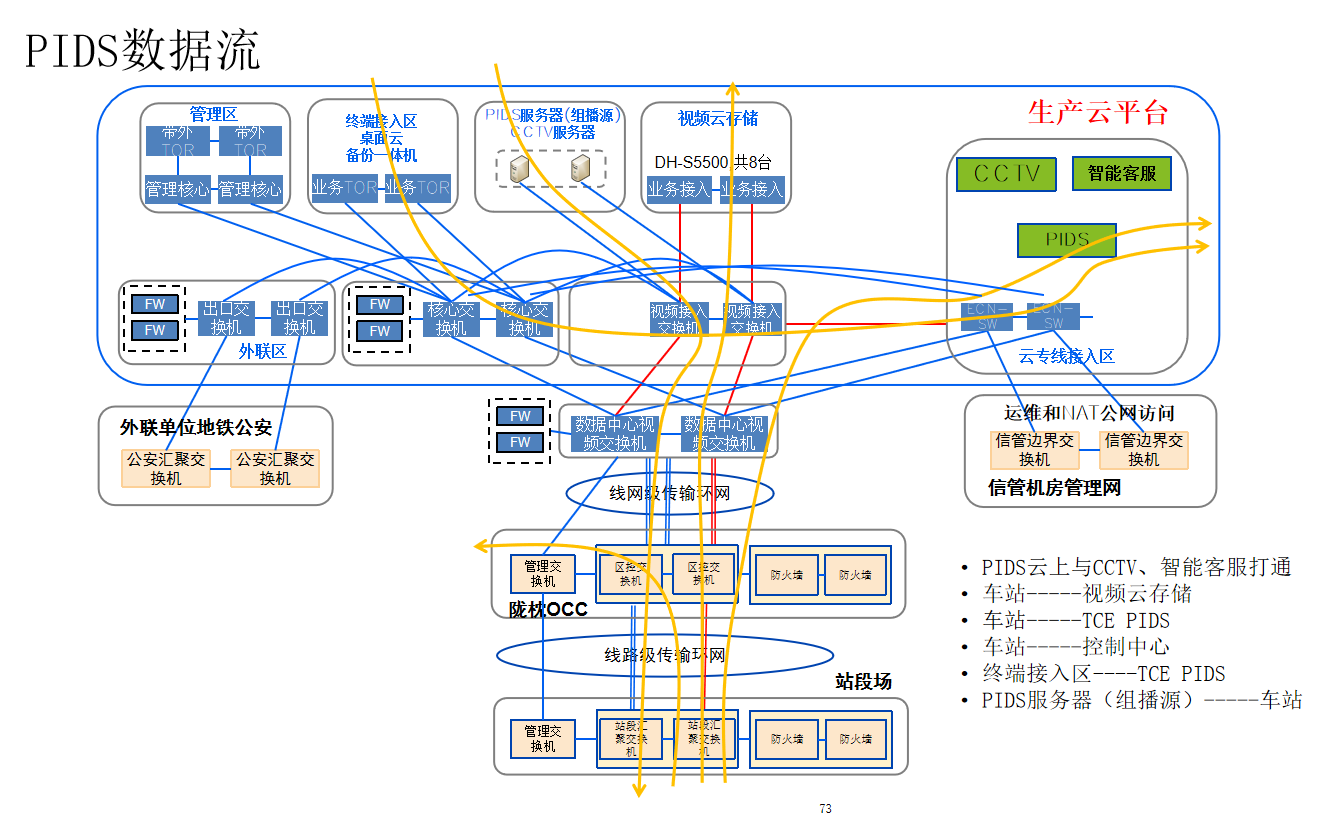 PIDS数据流
生产云平台
管理区
带外
TOR
带外
TOR
管理核心
管理核心
终端接入区
桌面云
备份一体机
业务TOR
业务TOR
PIDS服务器(组播源)
CCTV服务器
视频云存储
DH-S5500,共8台
业务接入
业务接入
CCTV
智能客服
PIDS
FW
FW
出口交
换机
出口交
换机
外联区
FW
FW
核心交
换机
核心交
换机
视频接入
交换机
视频接入
交换机
ECN-
SW
ECN-
SW
云专线接入区
外联单位地铁公安
公安汇聚交
换机
公安汇聚交
换机
FW
FW
数据中心视
频交换机
数据中心视
频交换机
运维和NAT公网访问
信管边界交
换机
信管边界交
换机
信管机房管理网
线网级传输环网
管理交
换机
区控交
换机
区控交
换机
防火墙
防火墙
陇枕OCC
线路级传输环网
站段场
管理交
换机
站段汇
聚交换
机
站段汇
聚交换
机
防火墙
防火墙
• PIDS云上与CCTV、智能客服打通
• 车站-----视频云存储
• 车站-----TCE PIDS
• 车站-----控制中心
• 终端接入区----TCE PIDS
• PIDS服务器（组播源）-----车站
73